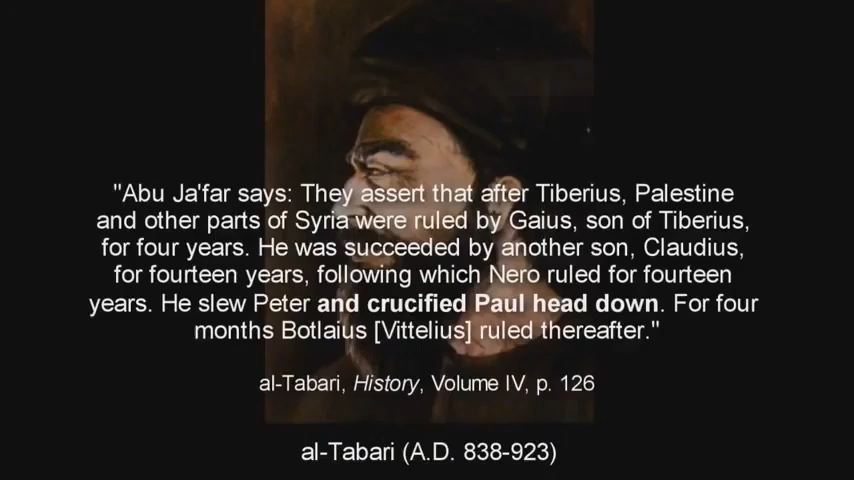 "Abu Ja'far says: They assert that after Tiberius, Palestine
and other parts of Syria were ruled by Gaius, son of Tiberius,
for four years. He was succeeded by another son, Claudius,
for fourteen years, following which Nero ruled for fourteen
years. He slew Peter and crucified Paul head down. For four
months Botlaius [Vittelius] ruled thereafter."
al-Tabari, History, Volume IV, p. 126
al-Tabari (A.D. 838-923)